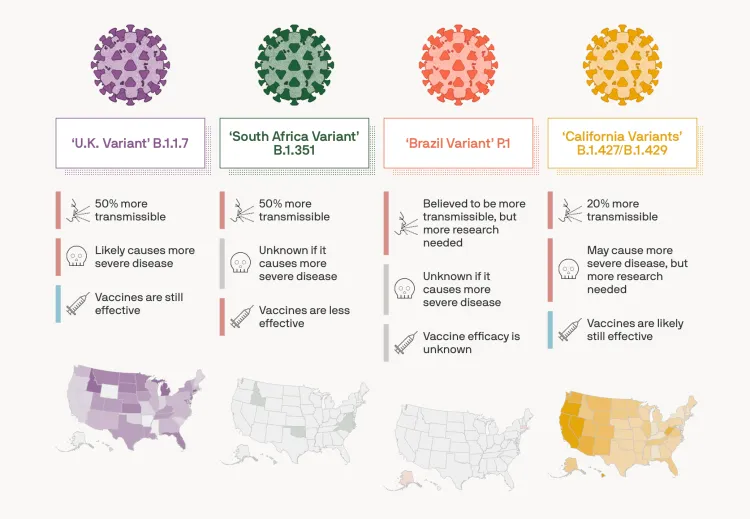 ‘U.K. Variant’ B.1.1.7
50% more
transmissible
Likely causes more
severe disease
Vaccines are still
effective
‘South Africa Variant’
B.1.351
50% more
transmissible
Unknown if it
causes more
severe disease
Vaccines are less
effective
‘Brazil Variant’ P.1
Believed to be more
transmissible, but
more research
needed
Unknown if it
causes more
severe disease
Vaccine efficacy is
unknown
‘California Variants’
B.1.427/B.1.429
20% more
transmissible
May cause more
severe disease, but
more research
needed
Vaccines are likely
still effective